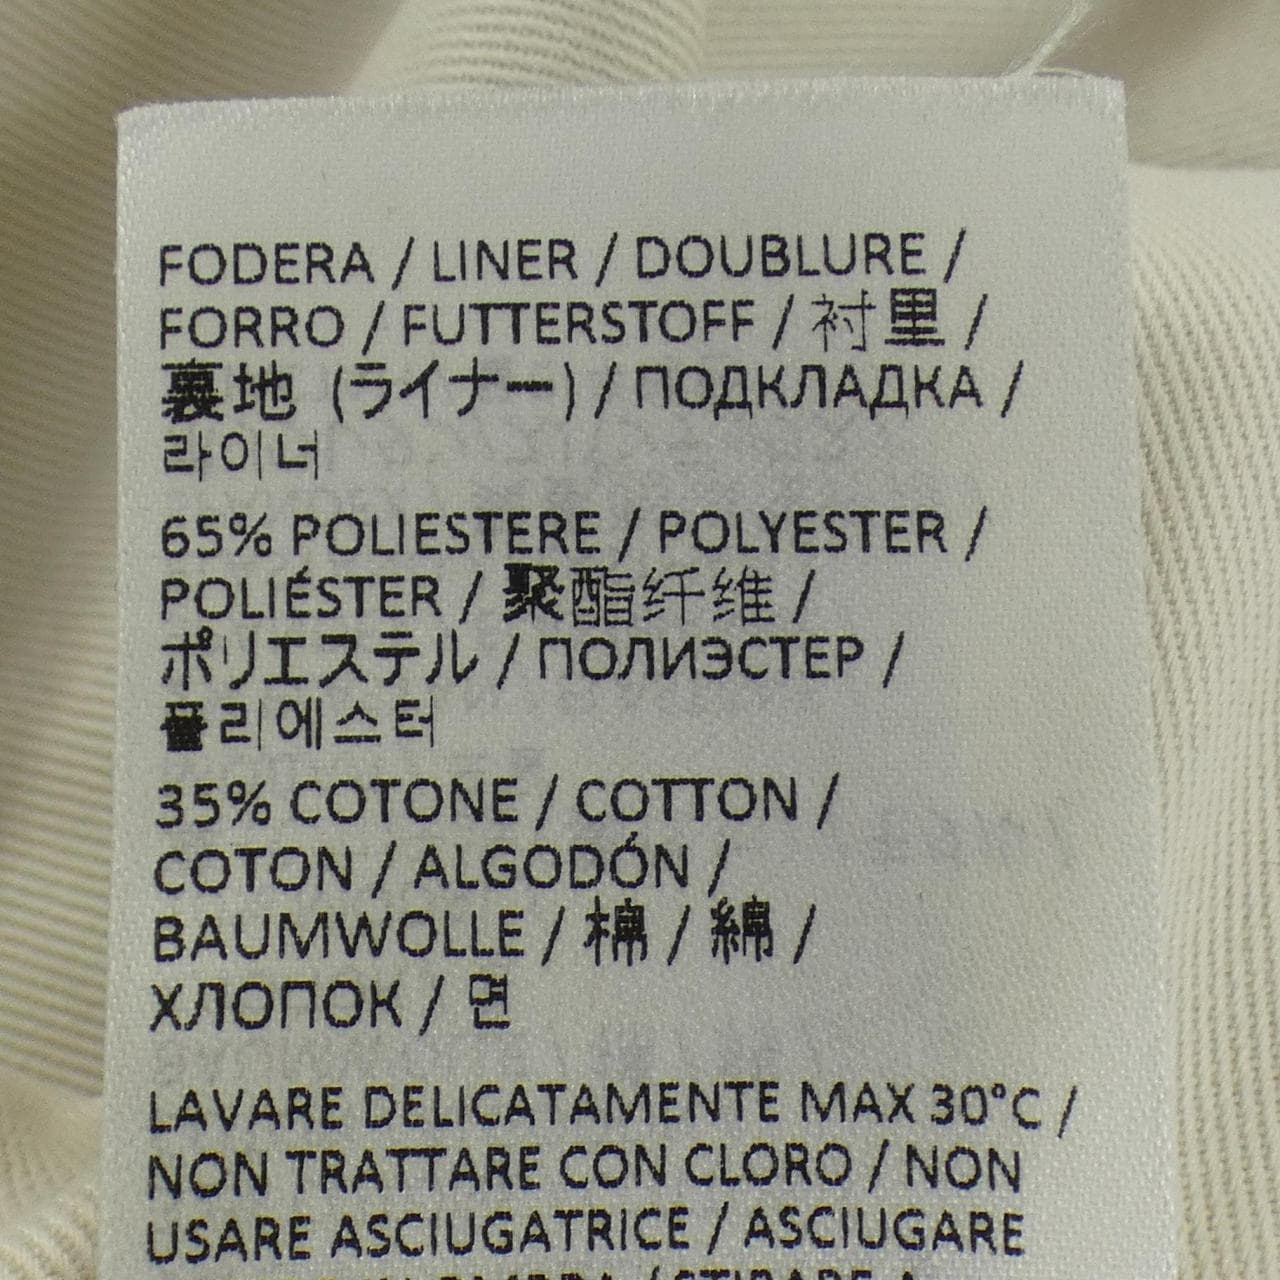 FODERA / LINER / DOUBLURE /
FORRO / FUTTERSTOFF / 衬里 /
裏地 (ライナー) / ПОДКЛАДКА /
라이너
65% POLIESTERE / POLYESTER /
POLIÉSTER / 聚酯纤维 /
ポリエステル / ПОЛИЭСТЕР /
폴리에스터
35% COTONE / COTTON /
COTON / ALGODÓN /
BAUMWOLLE / 棉 / 綿 /
ХЛОПОК / 면
LAVARE DELICATAMENTE MAX 30°C /
NON TRATTARE CON CLORO / NON
USARE ASCIUGATRICE / ASCIUGARE